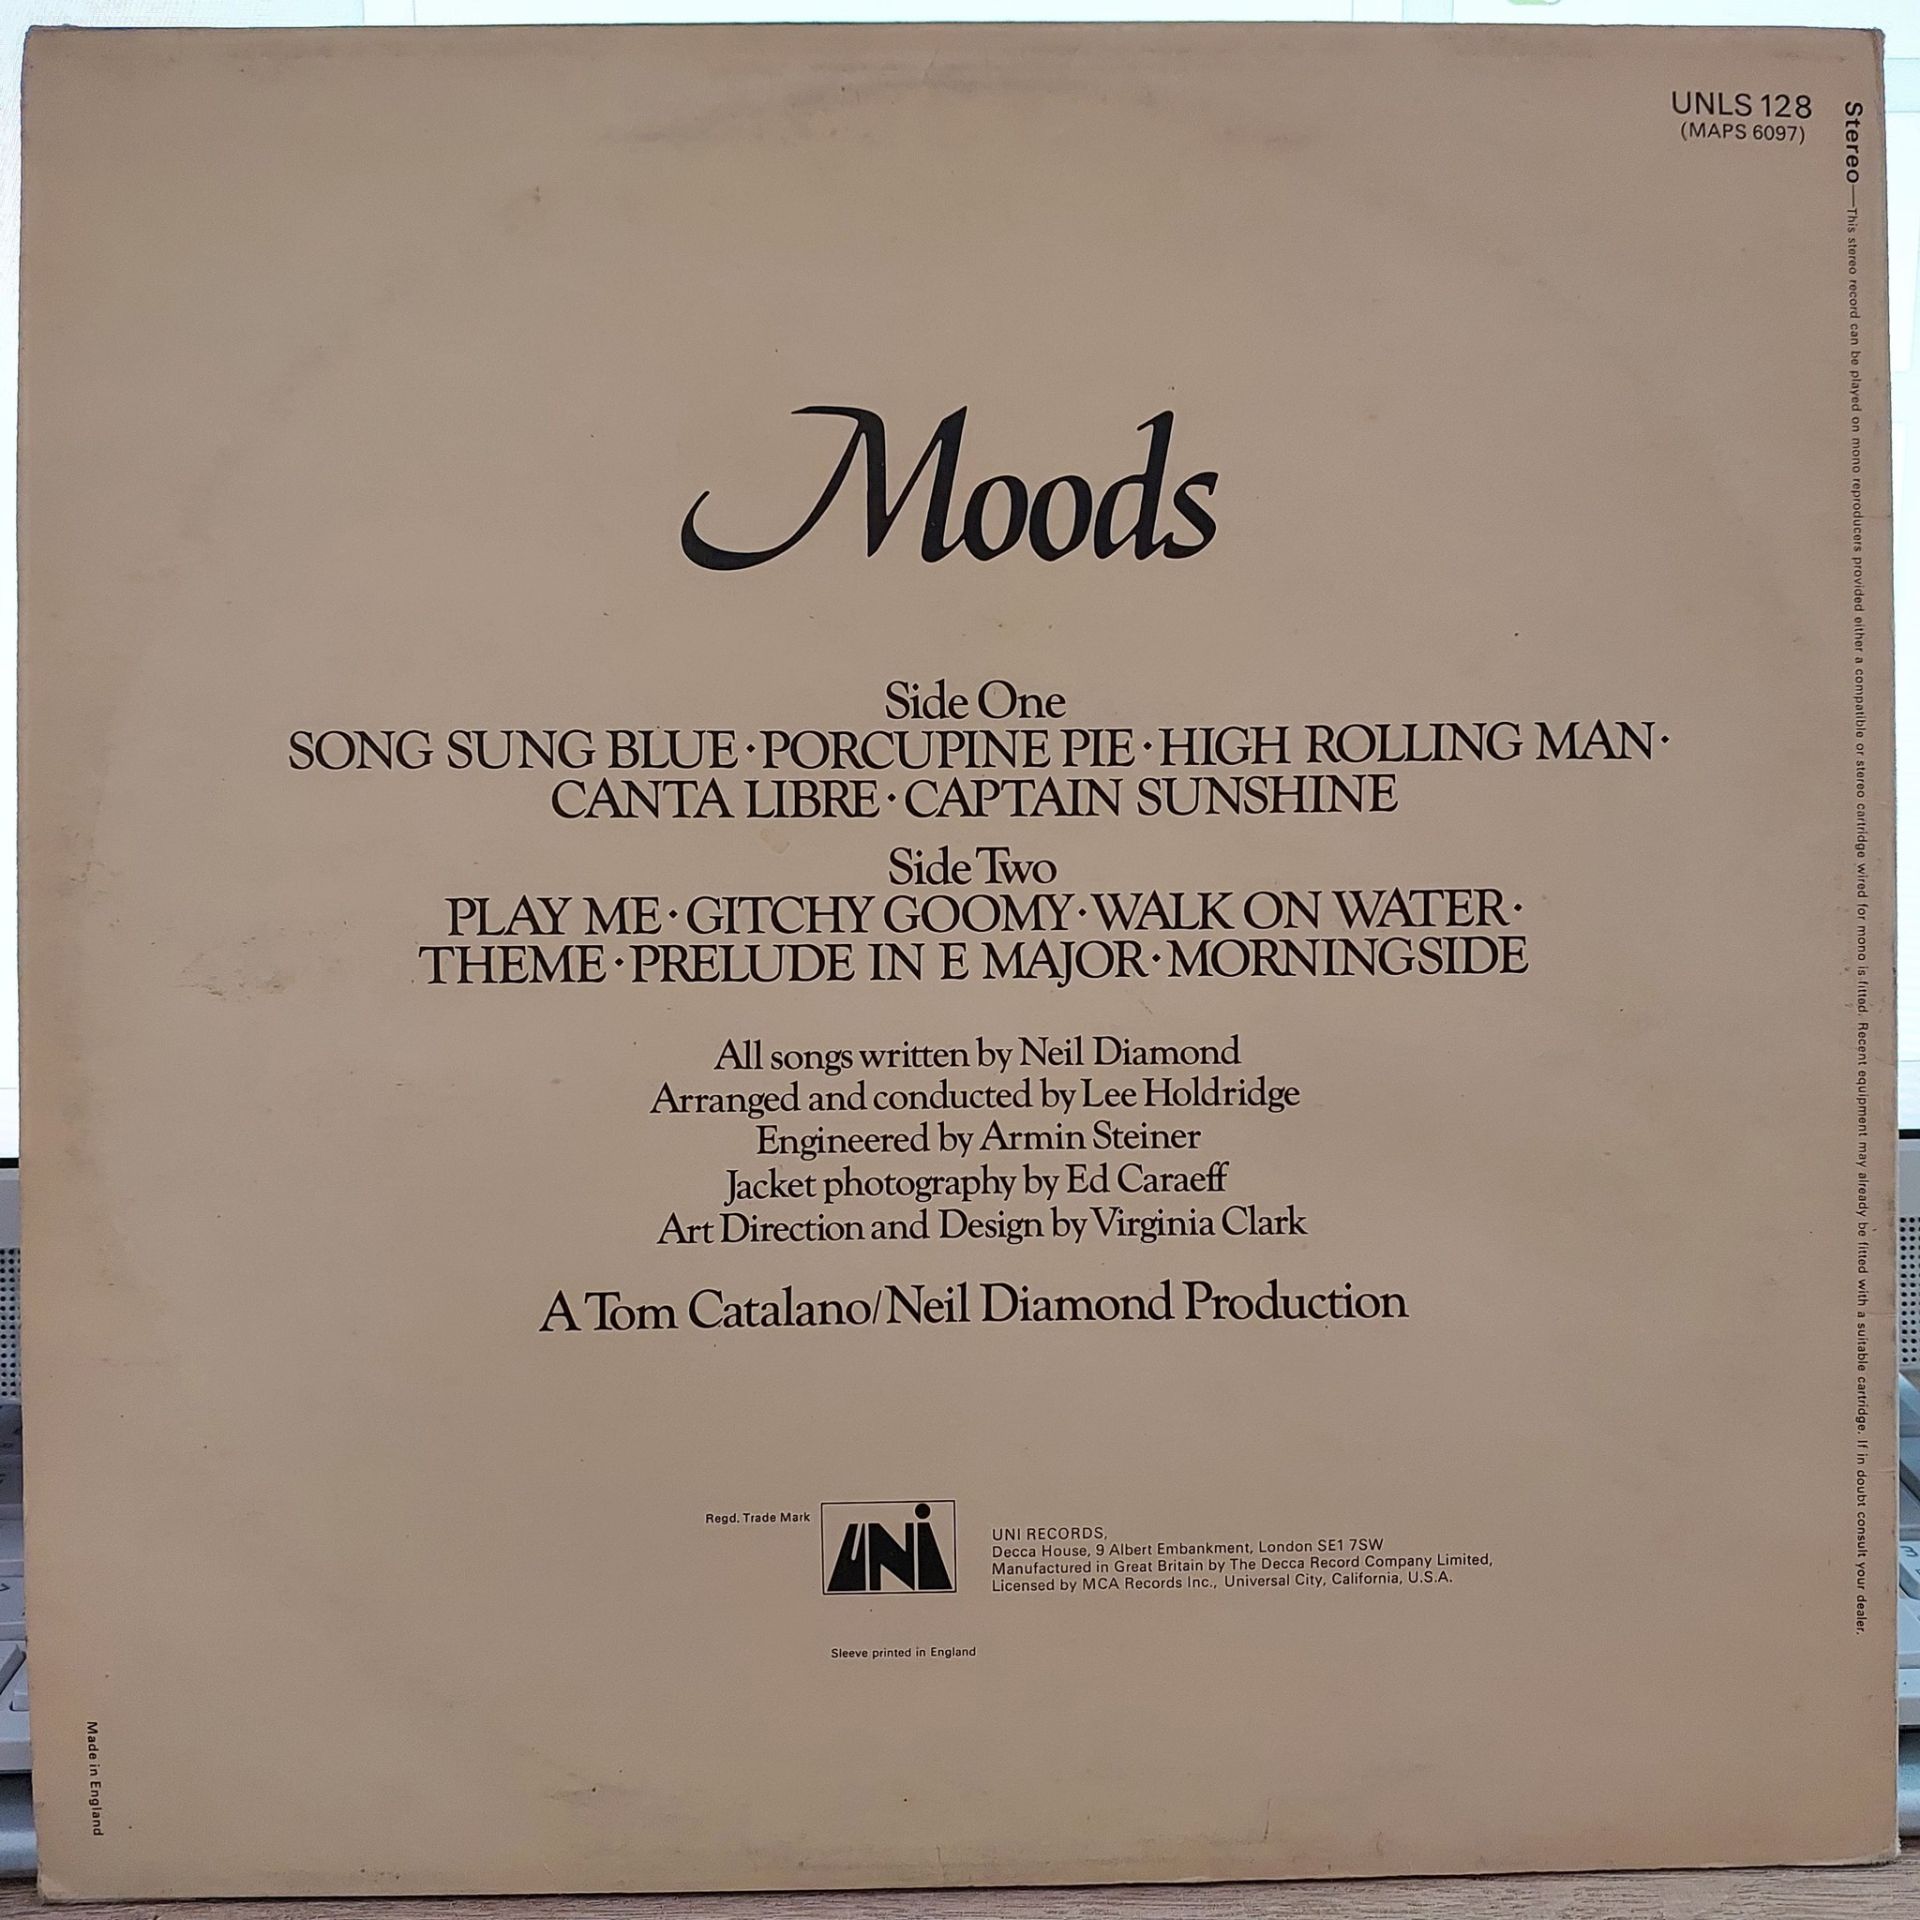 UNLS 128
(MAPS 6097)
Stereo—This stereo record can be played on mono reproducers provided either a compatible or stereo cartridge wired for mono is fitted. Recent equipment may already be fitted with a suitable cartridge. If in doubt consult your dealer.
Moods
Side One
SONG SUNG BLUE·PORCUPINE PIE·HIGH ROLLING MAN·
CANTA LIBRE·CAPTAIN SUNSHINE
Side Two
PLAY ME·GITCHY GOOMY·WALK ON WATER·
THEME·PRELUDE IN E MAJOR·MORNINGSIDE
All songs written by Neil Diamond
Arranged and conducted by Lee Holdridge
Engineered by Armin Steiner
Jacket photography by Ed Caraeff
Art Direction and Design by Virginia Clark
A Tom Catalano/Neil Diamond Production
Regd. Trade Mark
UNI
UNI RECORDS,
Decca House, 9 Albert Embankment, London SE1 7SW
Manufactured in Great Britain by The Decca Record Company Limited,
Licensed by MCA Records Inc., Universal City, California, U.S.A.
Sleeve printed in England
Made in England